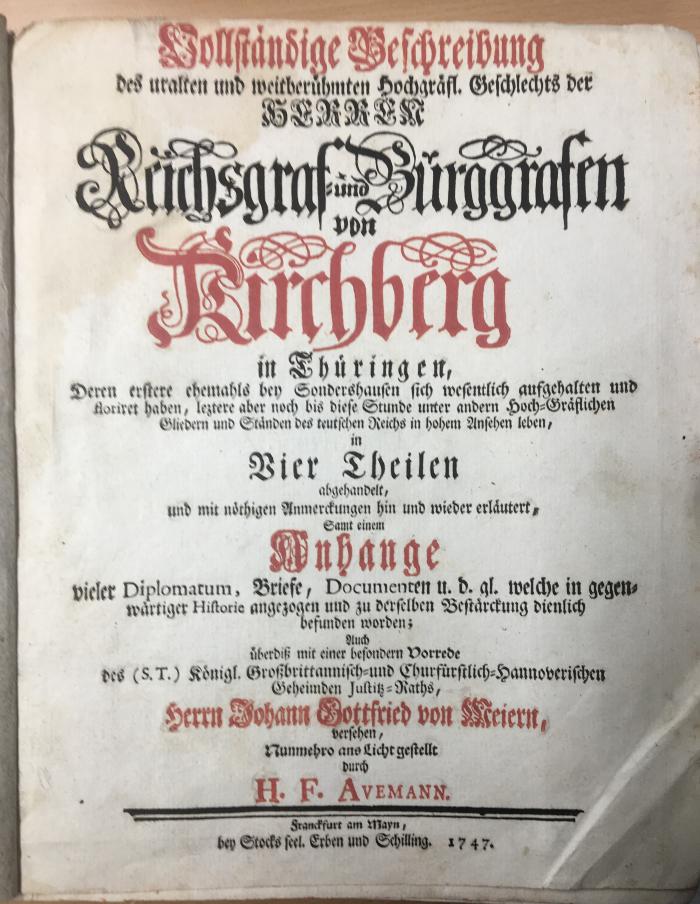 Vollständige Beschreibung
des uralten und weitberühmten Hochgräfl. Geschlechts der
HERREN
Reichsgraf- und Bürggrafen
von
Kirchberg
in Thüringen,
Deren erstere ehemahls bey Sondershausen sich wesentlich aufgehalten und
floriret haben, leztere aber noch bis diese Stunde unter andern Hoch-Gräflichen
Gliedern und Ständen des teutschen Reichs in hohem Ansehen leben,
in
Vier Theilen
abgehandelt,
und mit nöthigen Anmerckungen hin und wieder erläutert,
Samt einem
Anhange
vieler Diplomatum, Briefe, Documenten u. d. gl. welche in gegen-
wärtiger Historie angezogen und zu derselben Bestärckung dienlich
befunden worden;
Auch
überdiß mit einer besondern Vorrede
des (S.T.) Königl. Großbrittannisch- und Churfürstlich-Hannoverischen
Geheimden Justitz-Raths,
Herrn Johann Gottfried von Meiern,
versehen,
Nunmehro ans Licht gestellt
durch
H. F. AVEMANN.
Franckfurt am Mayn,
bey Stocks seel. Erben und Schilling. 1747.